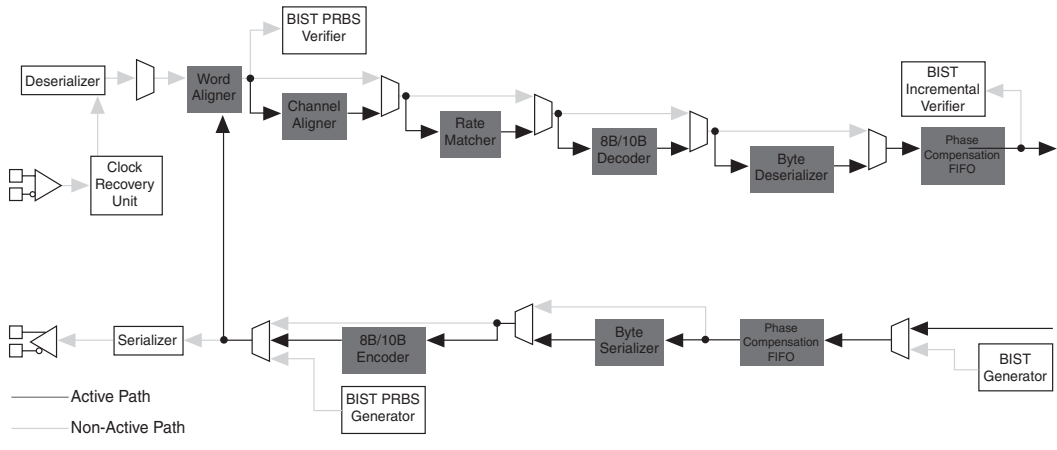 BIST PRBS
Verifier
Deserializer
Word
Aligner
Channel
Aligner
Rate
Matcher
8B/10B
Decoder
Byte
Deserializer
BIST
Incremental
Verifier
Phase
Compensation
FIFO
Clock
Recovery
Unit
Serializer
8B/10B
Encoder
BIST PRBS
Generator
Byte
Serializer
Phase
Compensation
FIFO
BIST
Generator
Active Path
Non-Active Path